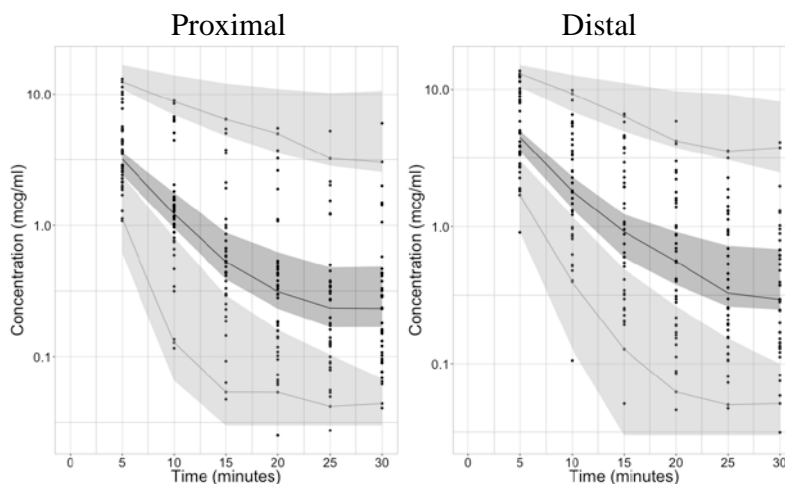 Proximal
Distal
Concentration (mcg/ml)
10.0
1.0
0.1
0 5 10 15 20 25 30
Time (minutes)
Concentration (mcg/ml)
10.0
1.0
0.1
0 5 10 15 20 25 30
Time (minutes)